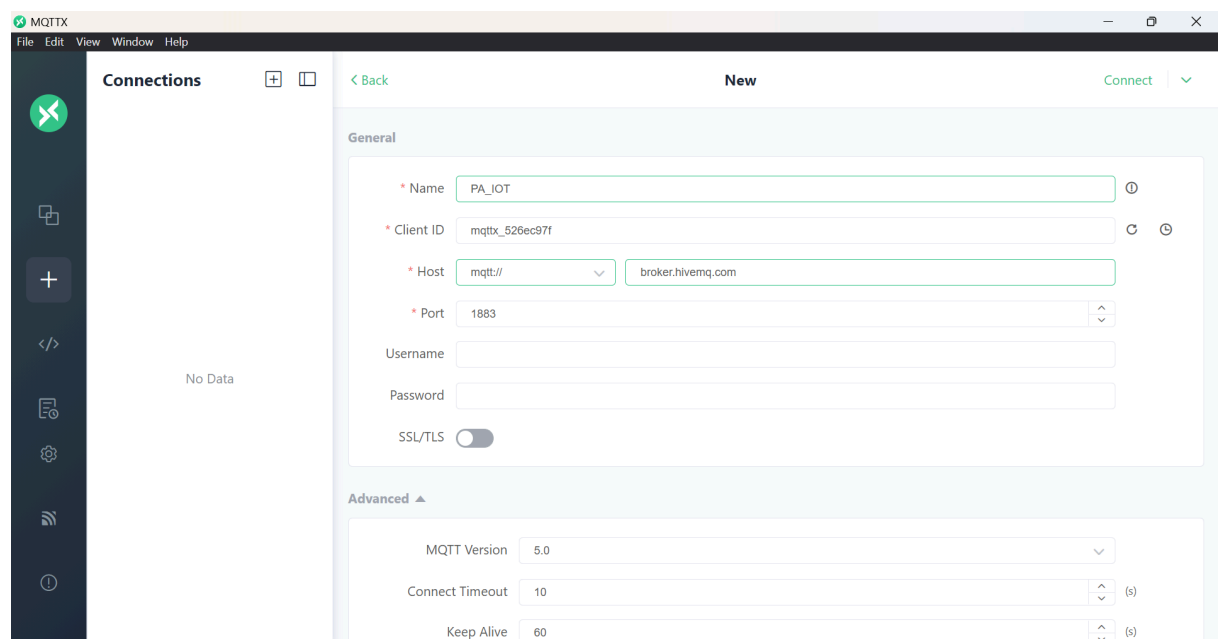 MQTTX
File Edit View Window Help
Connections
Back New Connect
General
* Name PA_IOT
* Client ID mqttx_526ec97f
* Host mqtt:// broker.hivemq.com
* Port 1883
Username
No Data
Password
SSL/TLS
Advanced
MQTT Version 5.0
Connect Timeout 10 (s)
Keep Alive 60 (s)